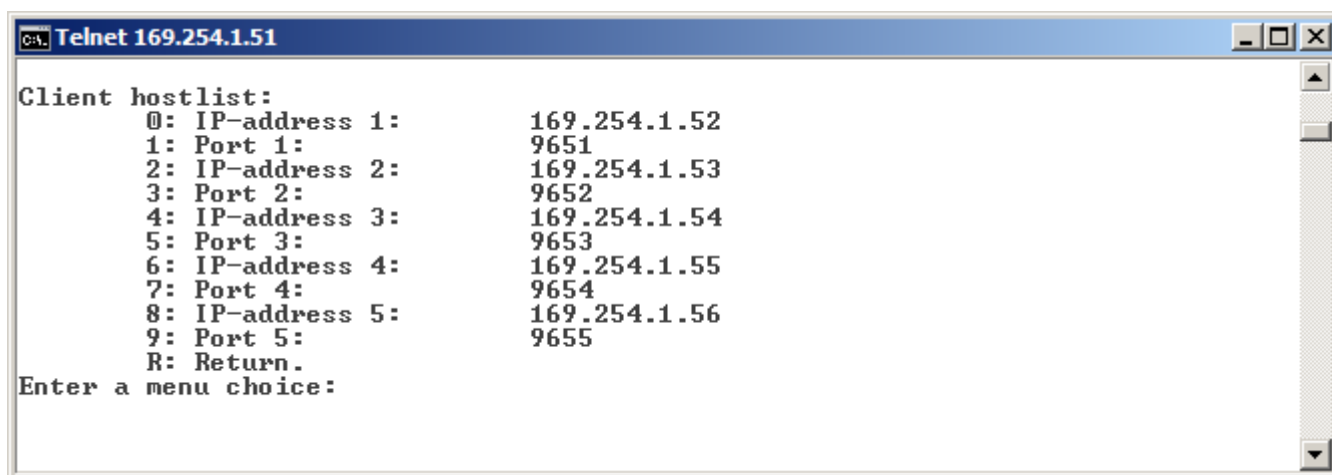 Telnet 169.254.1.51
Client hostlist:
0: IP-address 1: 169.254.1.52
1: Port 1: 9651
2: IP-address 2: 169.254.1.53
3: Port 2: 9652
4: IP-address 3: 169.254.1.54
5: Port 3: 9653
6: IP-address 4: 169.254.1.55
7: Port 4: 9654
8: IP-address 5: 169.254.1.56
9: Port 5: 9655
R: Return.
Enter a menu choice: